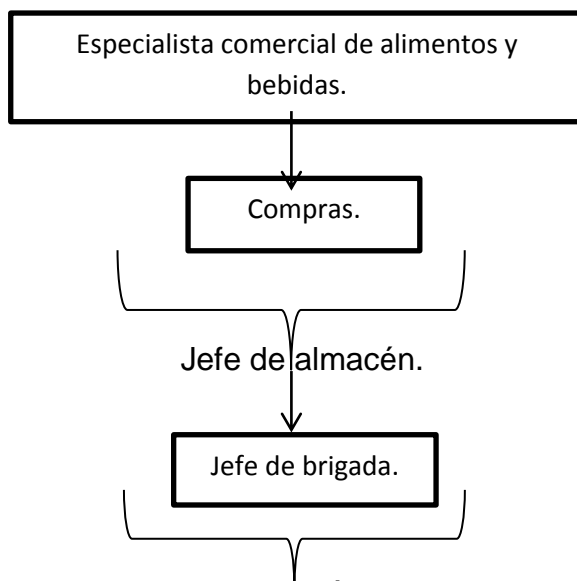 Especialista comercial de alimentos y
bebidas.
Compras.
Jefe de almacén.
Jefe de brigada.